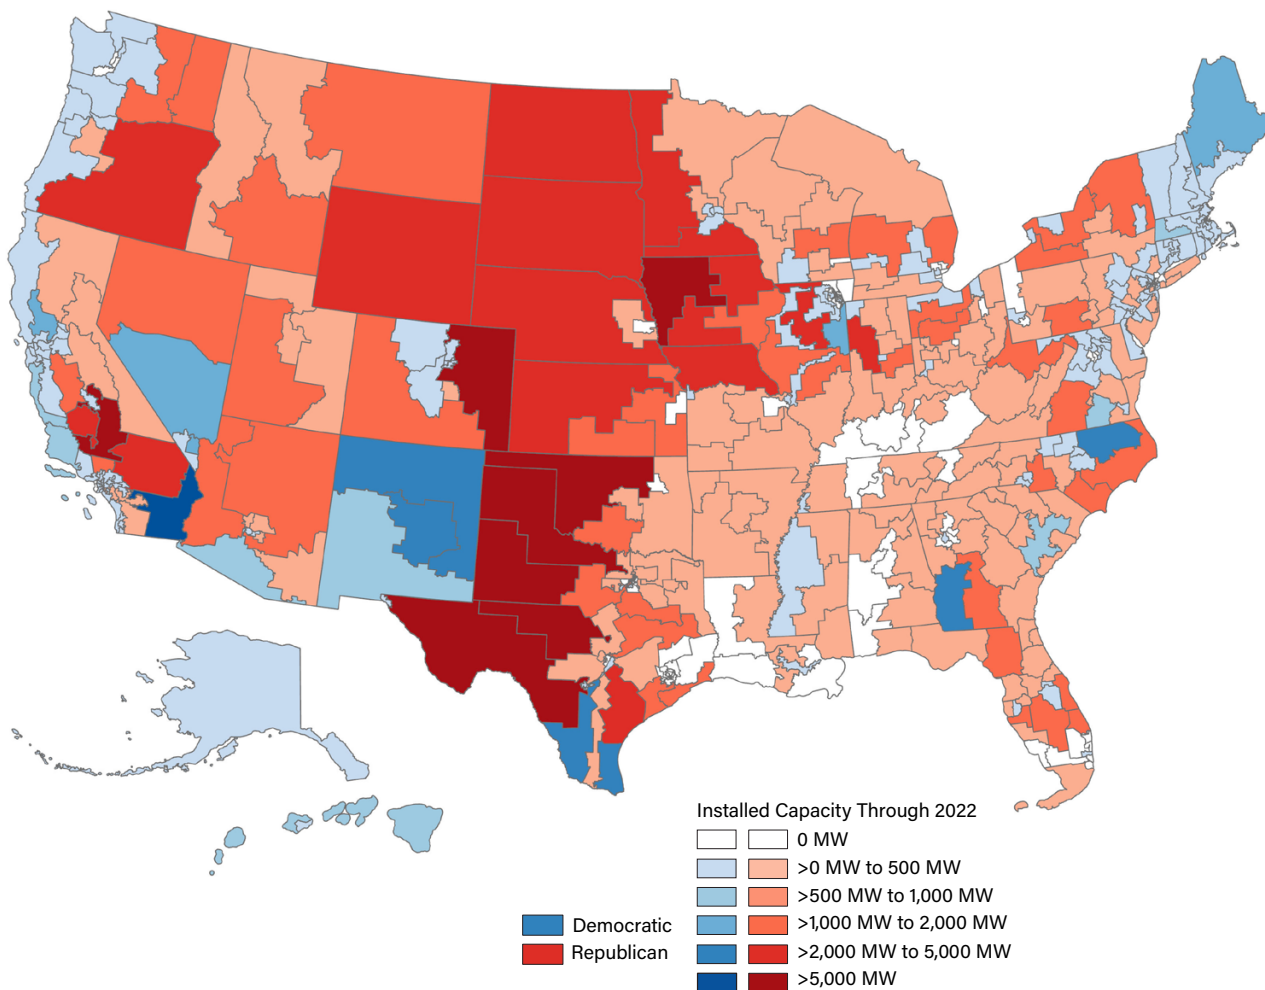 Installed Capacity Through 2022
0 MW
>0 MW to 500 MW
>500 MW to 1,000 MW
>1,000 MW to 2,000 MW
>2,000 MW to 5,000 MW
>5,000 MW
Democratic
Republican